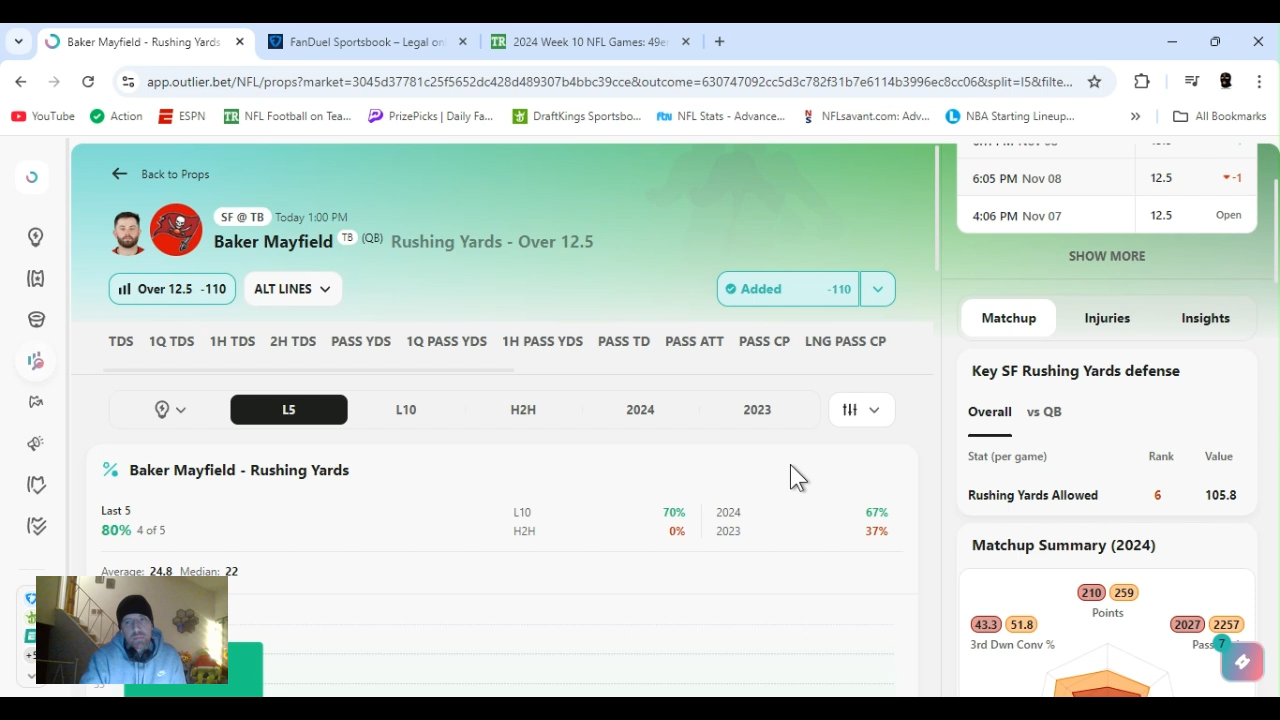 Baker Mayfield - Rushing Yards
FanDuel Sportsbook – Legal on
2024 Week 10 NFL Games: 49e
app.outlier.bet/NFL/props?market=3045d37781c25f5652dc428d489307b4bbc39cce&outcome=630747092cc5d3c782f31b7e6114b3996ec8cc06&split=l5&filte...
YouTube Action ESPN NFL Football on Tea... PrizePicks | Daily Fa... DraftKings Sportsbo... NFL Stats - Advance... NFLsavant.com: Adv... NBA Starting Lineup... » All Bookmarks
Back to Props
SF @ TB Today 1:00 PM
Baker Mayfield TB (QB) Rushing Yards - Over 12.5
Over 12.5 -110 ALT LINES
Added -110
TDS 1Q TDS 1H TDS 2H TDS PASS YDS 1Q PASS YDS 1H PASS YDS PASS TD PASS ATT PASS CP LNG PASS CP
L5 L10 H2H 2024 2023
Baker Mayfield - Rushing Yards
Last 5
80% 4 of 5
L10 70% 2024 67%
H2H 0% 2023 37%
Average: 24.8 Median: 22
6:05 PM Nov 08 12.5 -1
4:06 PM Nov 07 12.5 Open
SHOW MORE
Matchup Injuries Insights
Key SF Rushing Yards defense
Overall vs QB
Stat (per game) Rank Value
Rushing Yards Allowed 6 105.8
Matchup Summary (2024)
210 259
Points
43.3 51.8
3rd Dwn Conv %
2027 2257
Pass
7